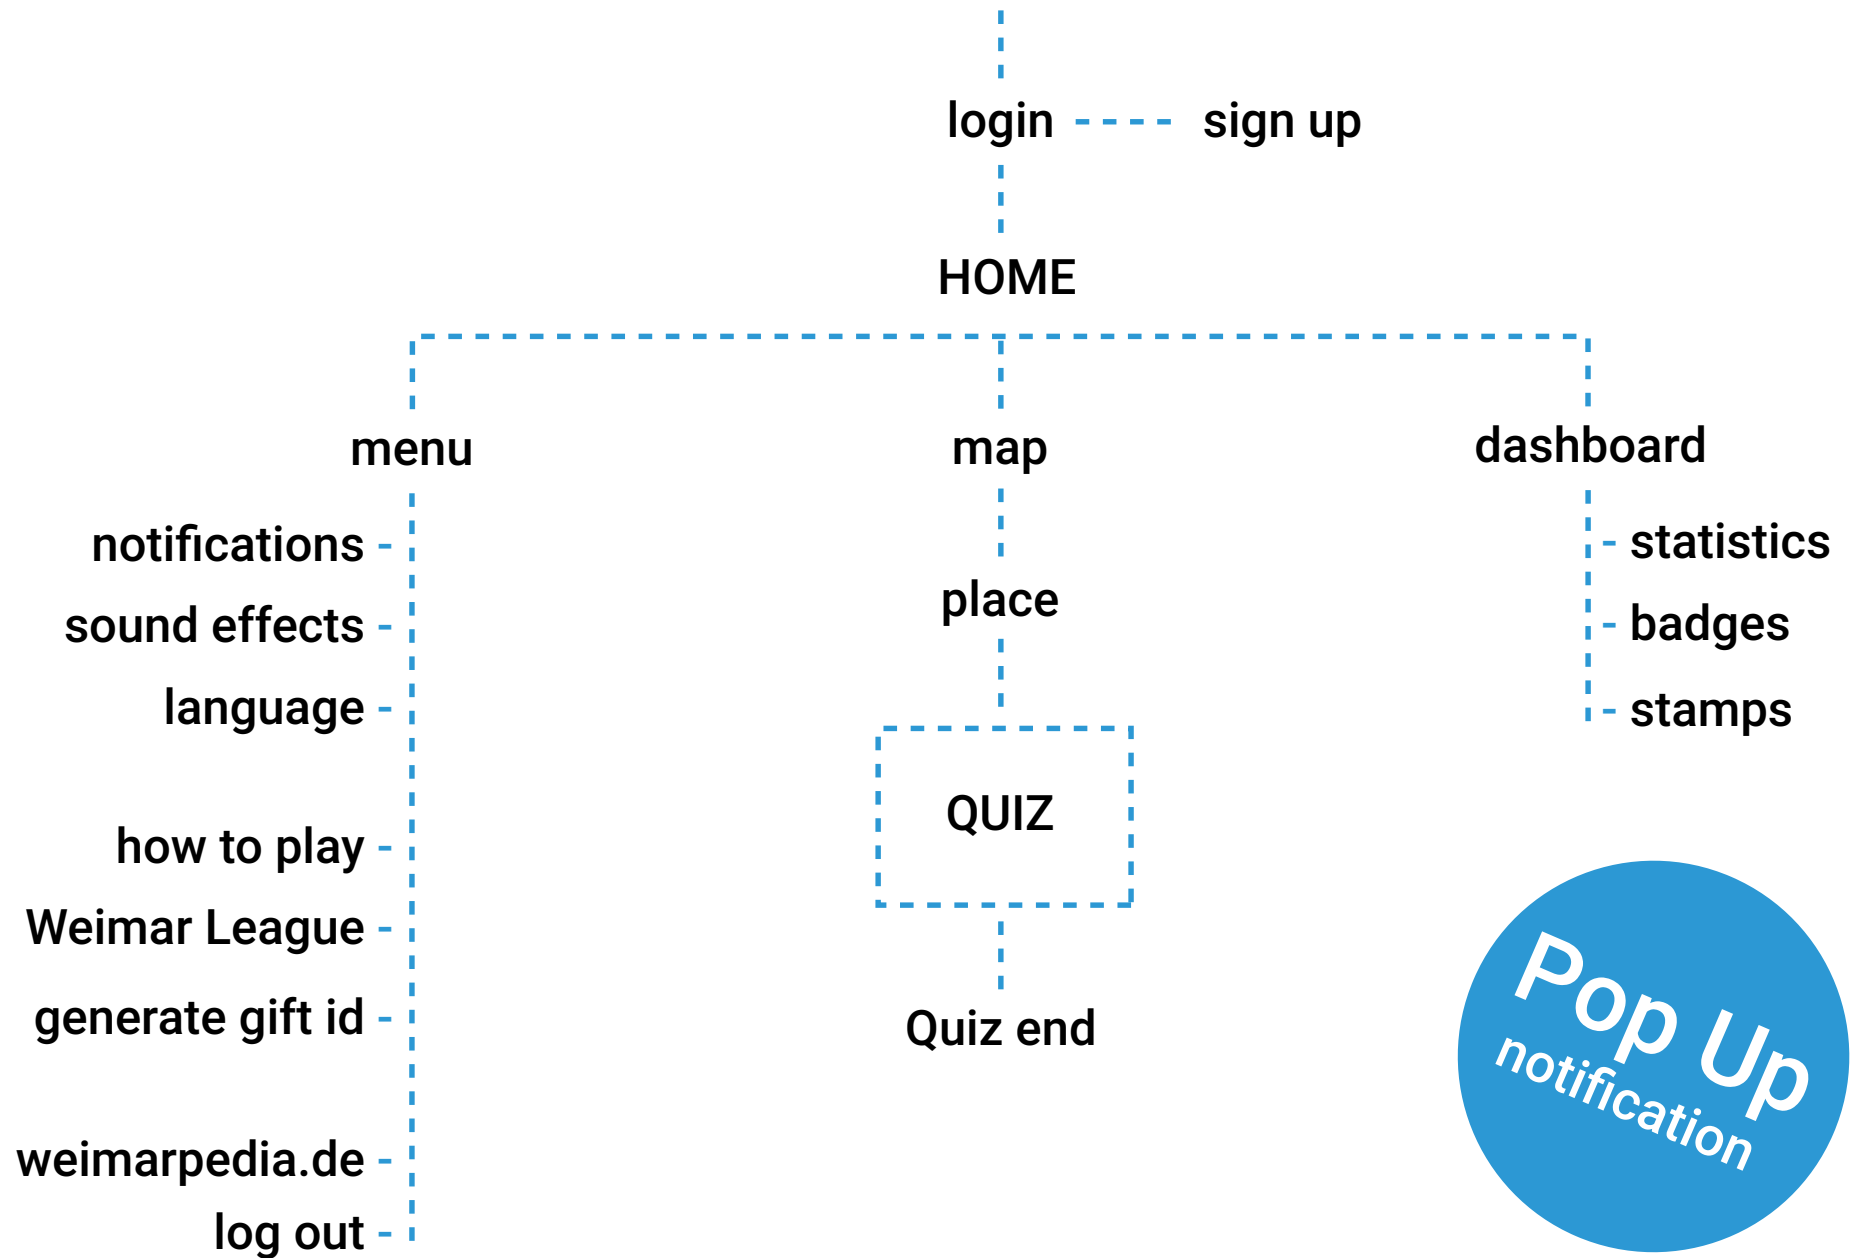 login
sign up
HOME
menu
map
dashboard
notifications
sound effects
language
how to play
Weimar League
generate gift id
weimarpedia.de
log out
place
QUIZ
Quiz end
statistics
badges
stamps
Pop Up
notification